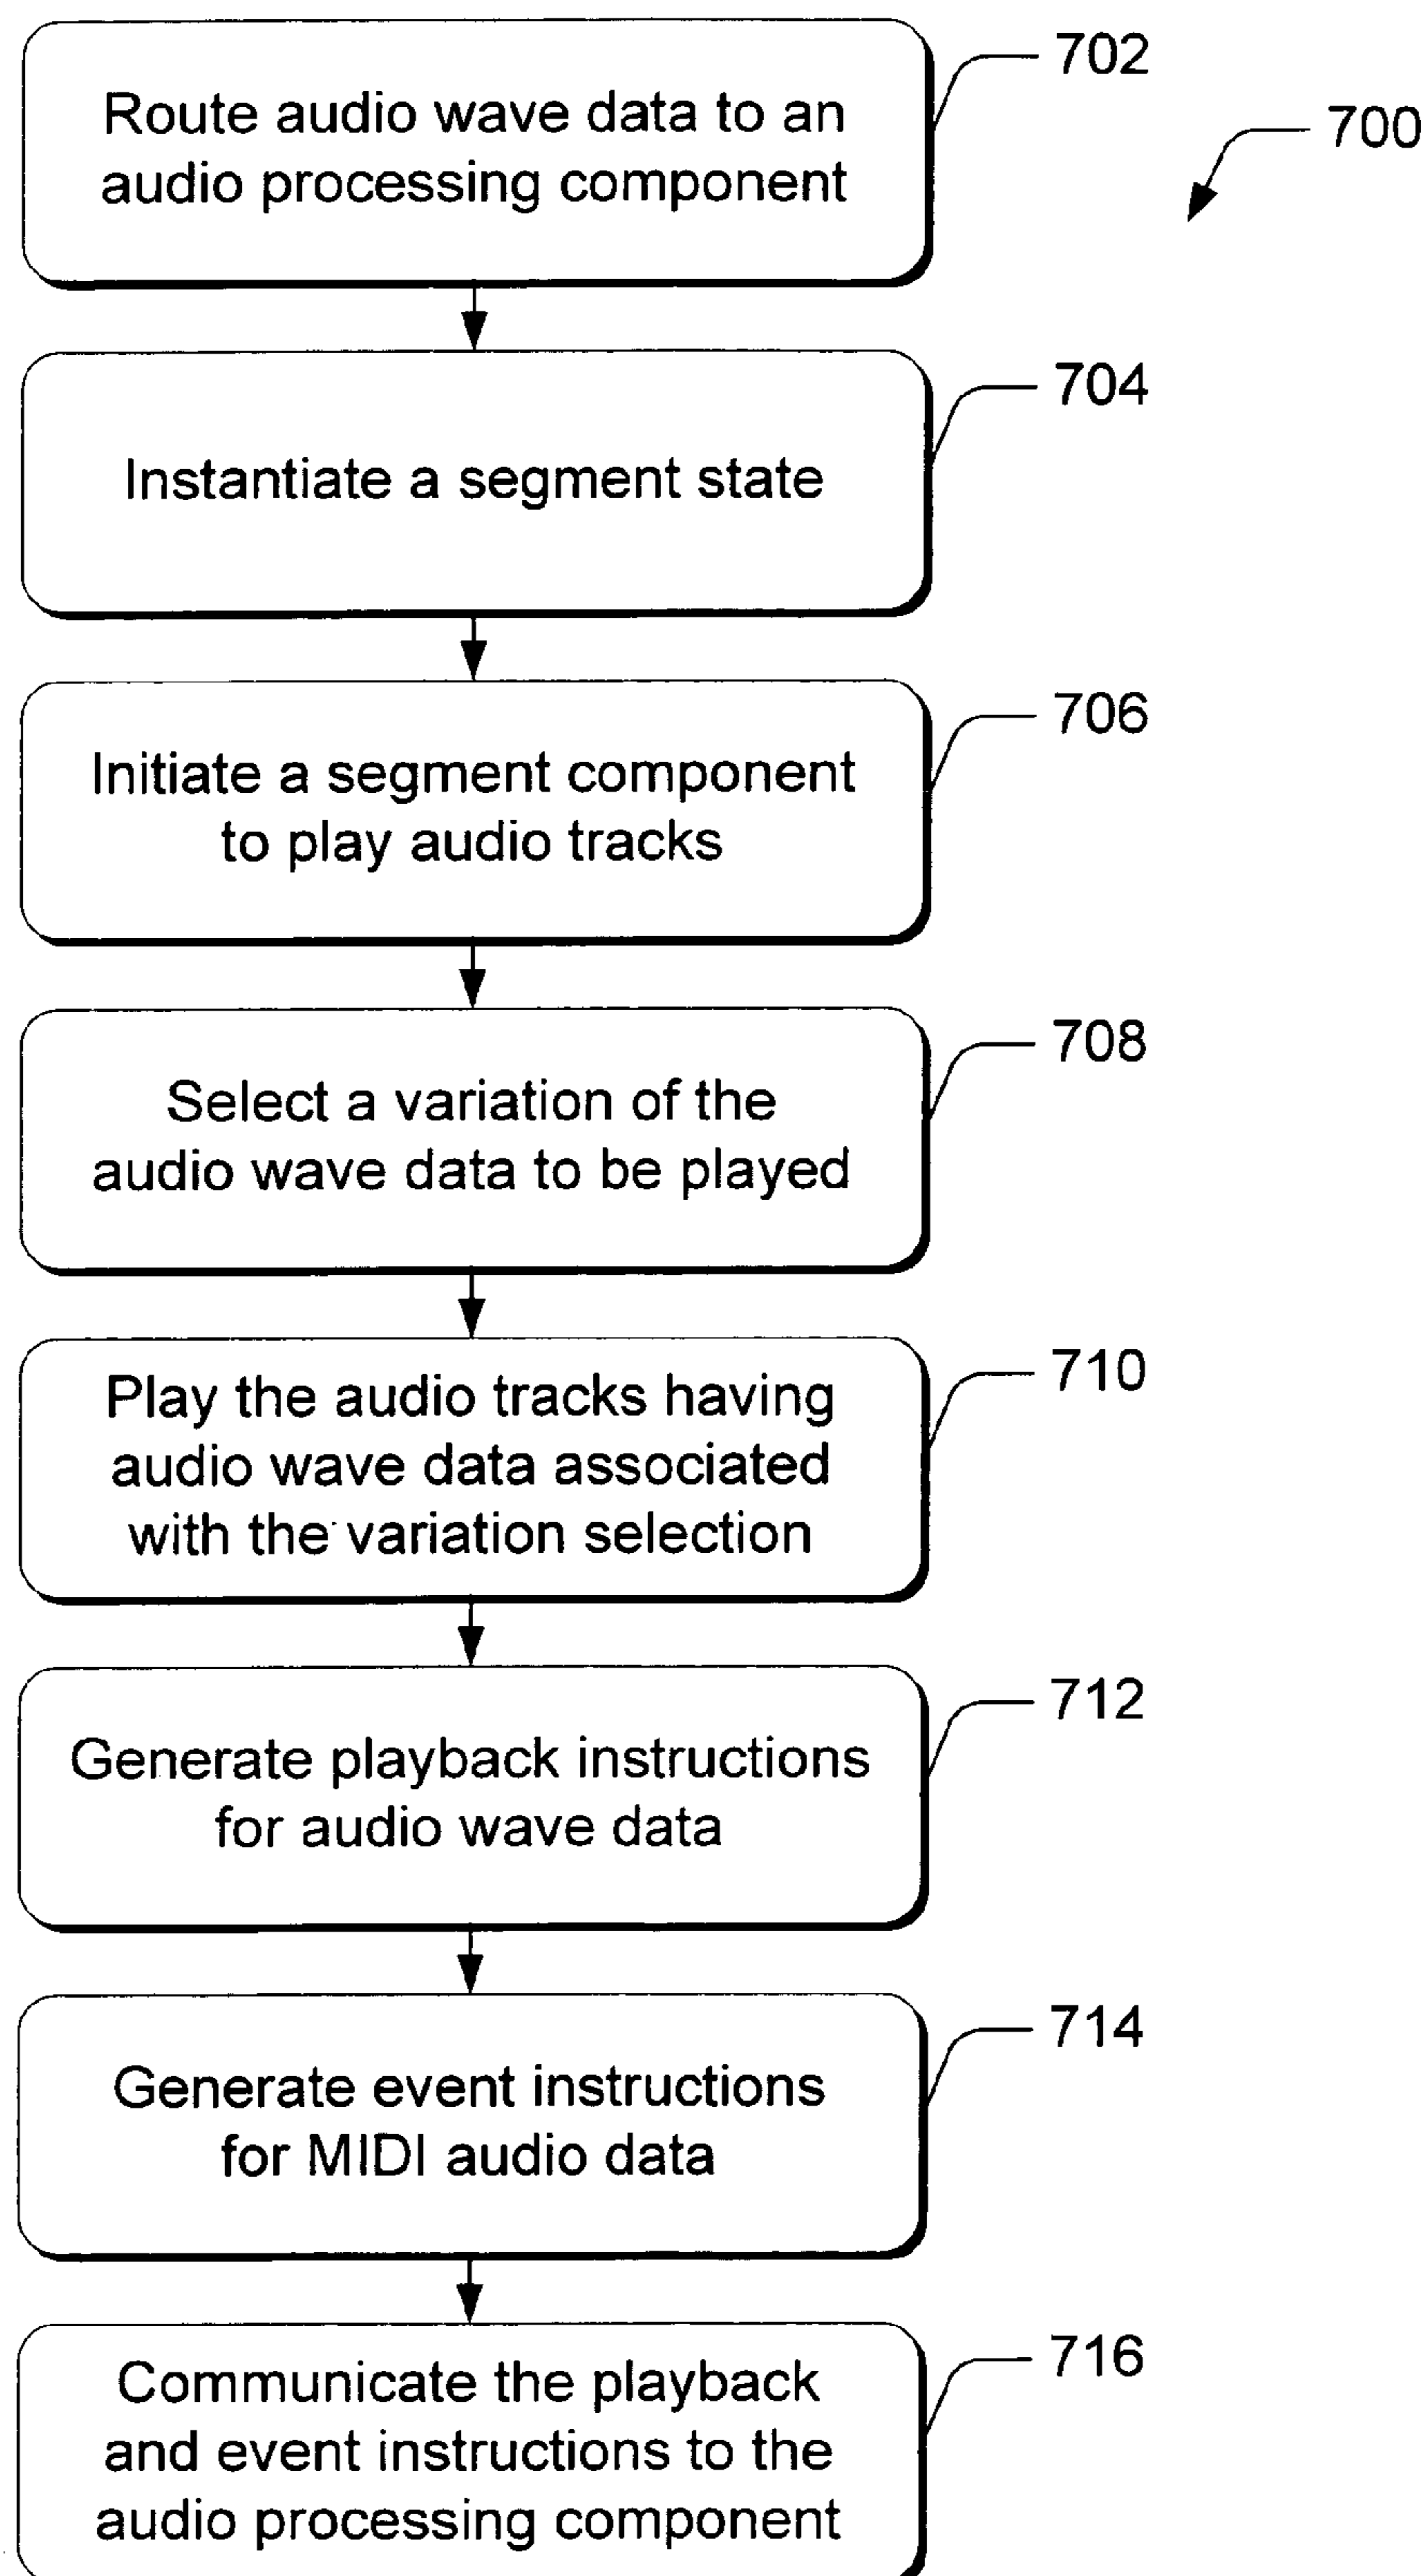 Route audio wave data to an
audio processing component
702
700
Instantiate a segment state
704
Initiate a segment component
to play audio tracks
706
Select a variation of the
audio wave data to be played
708
Play the audio tracks having
audio wave data associated
with the variation selection
710
Generate playback instructions
for audio wave data
712
Generate event instructions
for MIDI audio data
714
Communicate the playback
and event instructions to the
audio processing component
716